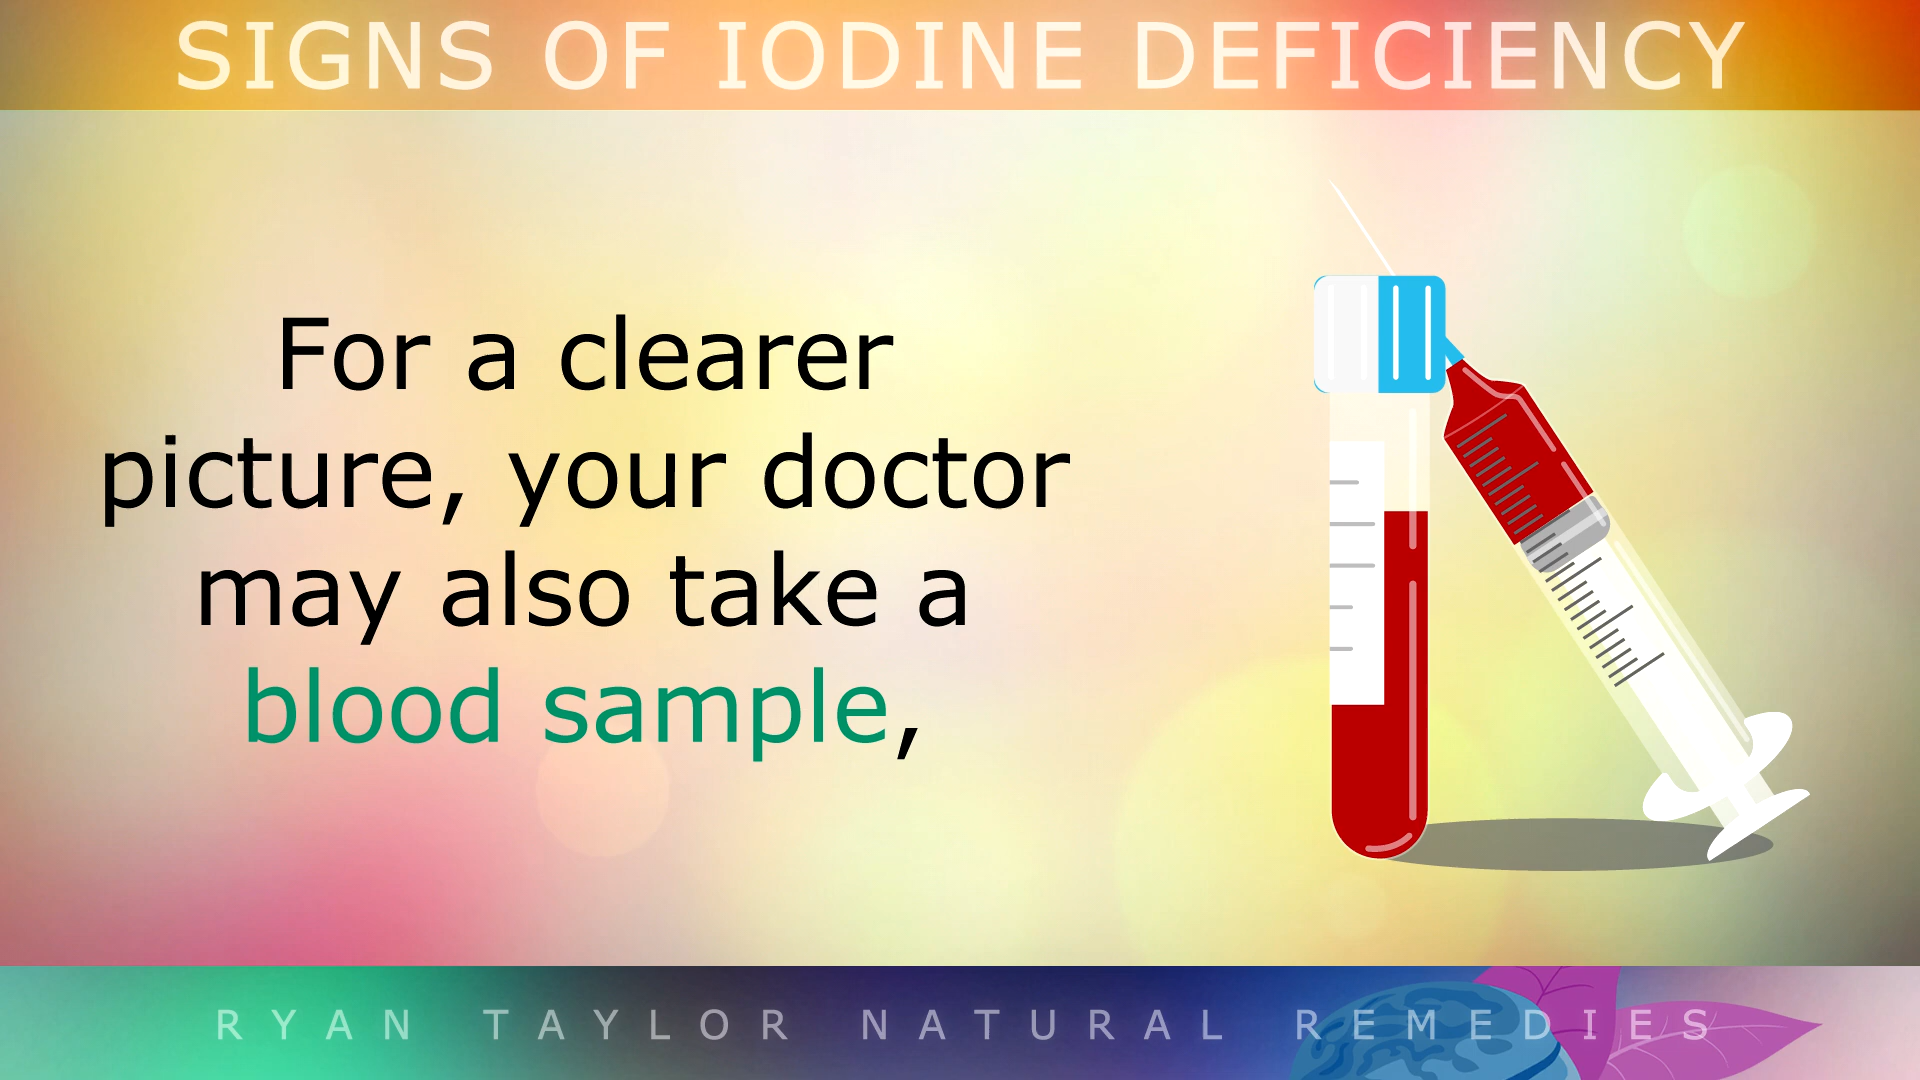 SIGNS OF IODINE DEFICIENCY
For a clearer
picture, your doctor
may also take a
blood sample,
RYAN TAYLOR NATURAL REMEDIES